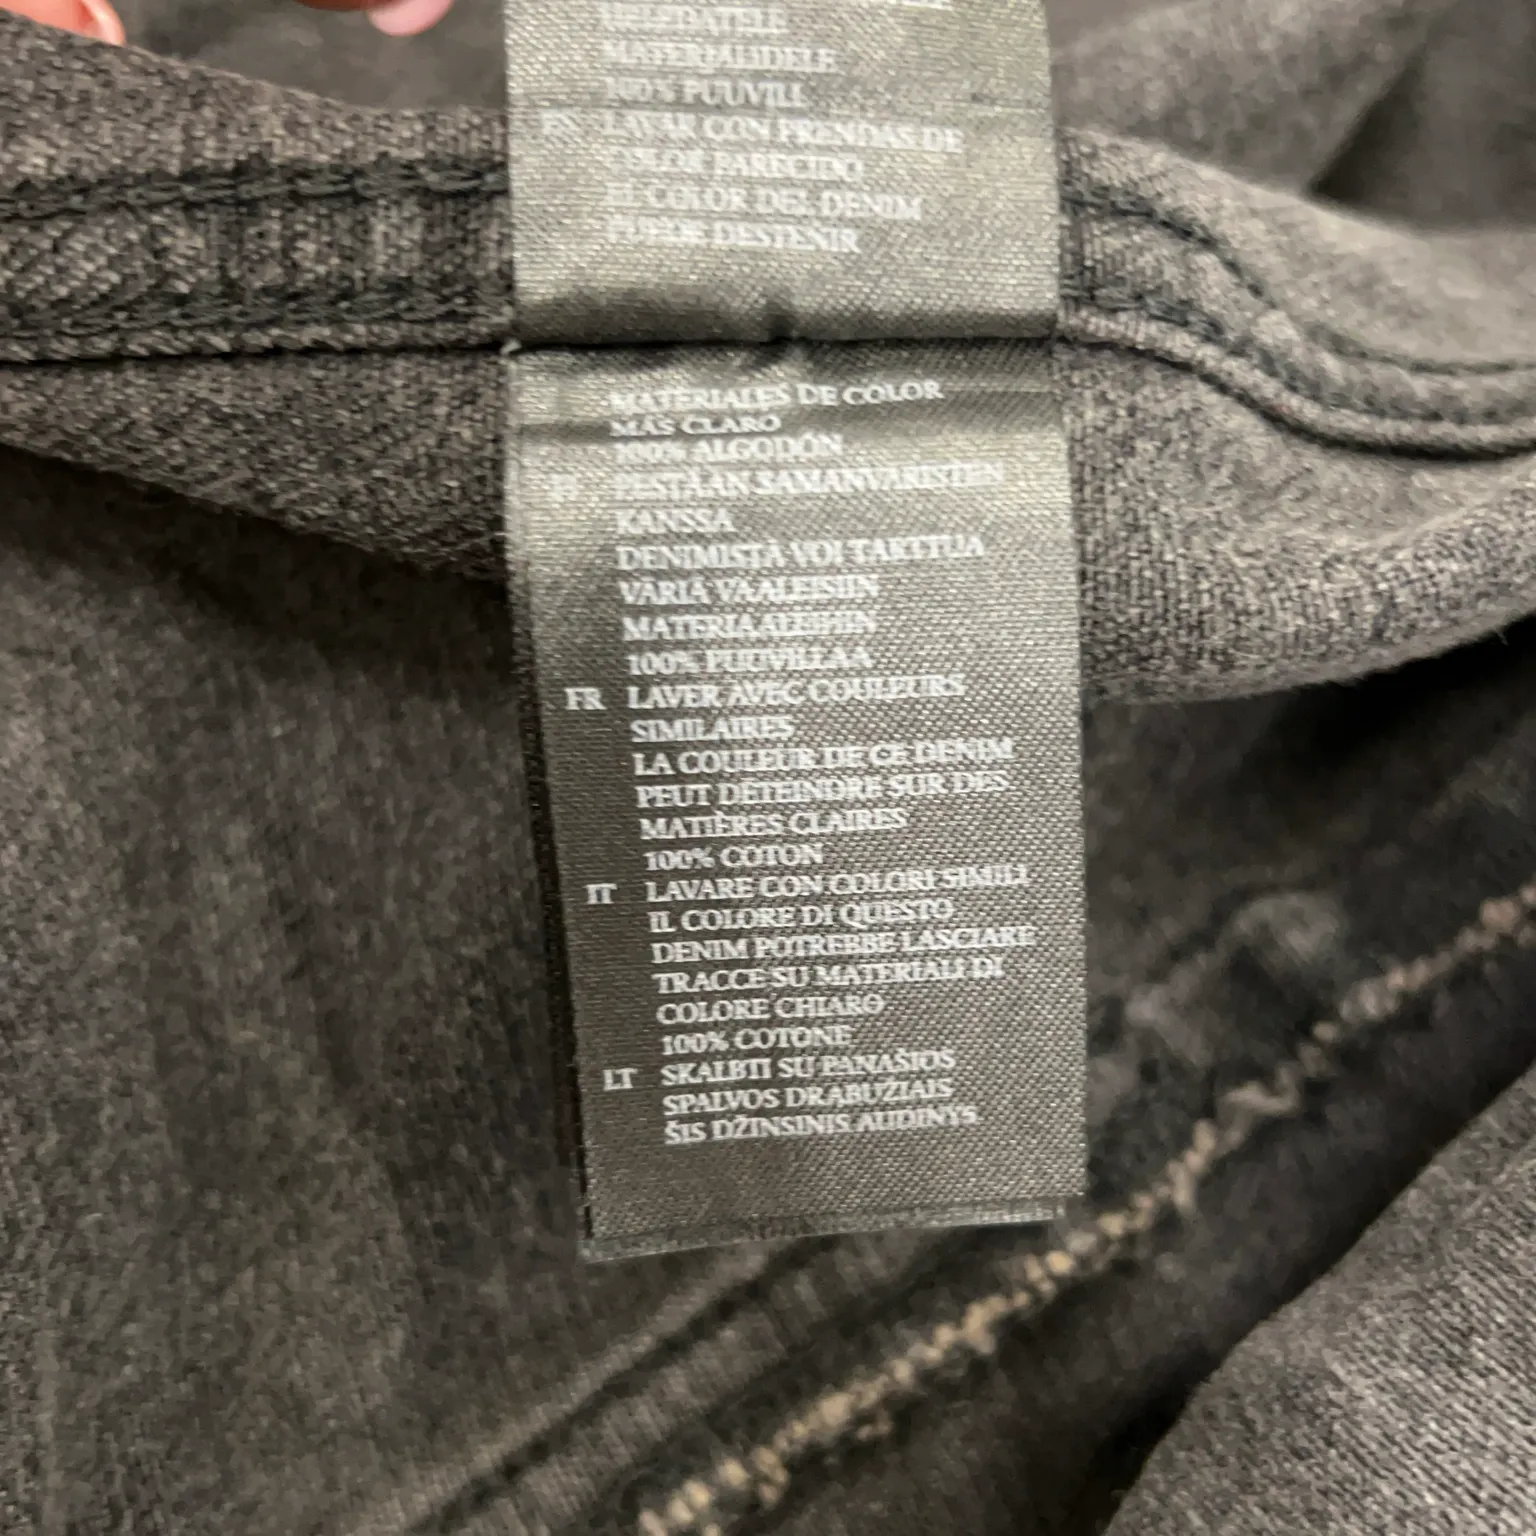 MATERJALIDELE
100% PUUVILL
ES LAVAR CON PRENDAS DE
COLOR PARECIDO
EL COLOR DEL DENIM
PUEDE DESTEÑIR
MATERIALES DE COLOR
MÁS CLARO
100% ALGODÓN
FI PESTÄÄN SAMANVÄRISTEN
KANSSA
DENIMISTÄ VOI TARTTUA
VÄRIÄ VAALEISIIN
MATERIAALEIHIN
100% PUUVILLAA
FR LAVER AVEC COULEURS
SIMILAIRES
LA COULEUR DE CE DENIM
PEUT DÉTEINDRE SUR DES
MATIÈRES CLAIRES
100% COTON
IT LAVARE CON COLORI SIMILI
IL COLORE DI QUESTO
DENIM POTREBBE LASCIARE
TRACCE SU MATERIALI DI
COLORE CHIARO
100% COTONE
LT SKALBTI SU PANAŠIOS
SPALVOS DRABUŽIAIS
ŠIS DŽINSINIS AUDINYS